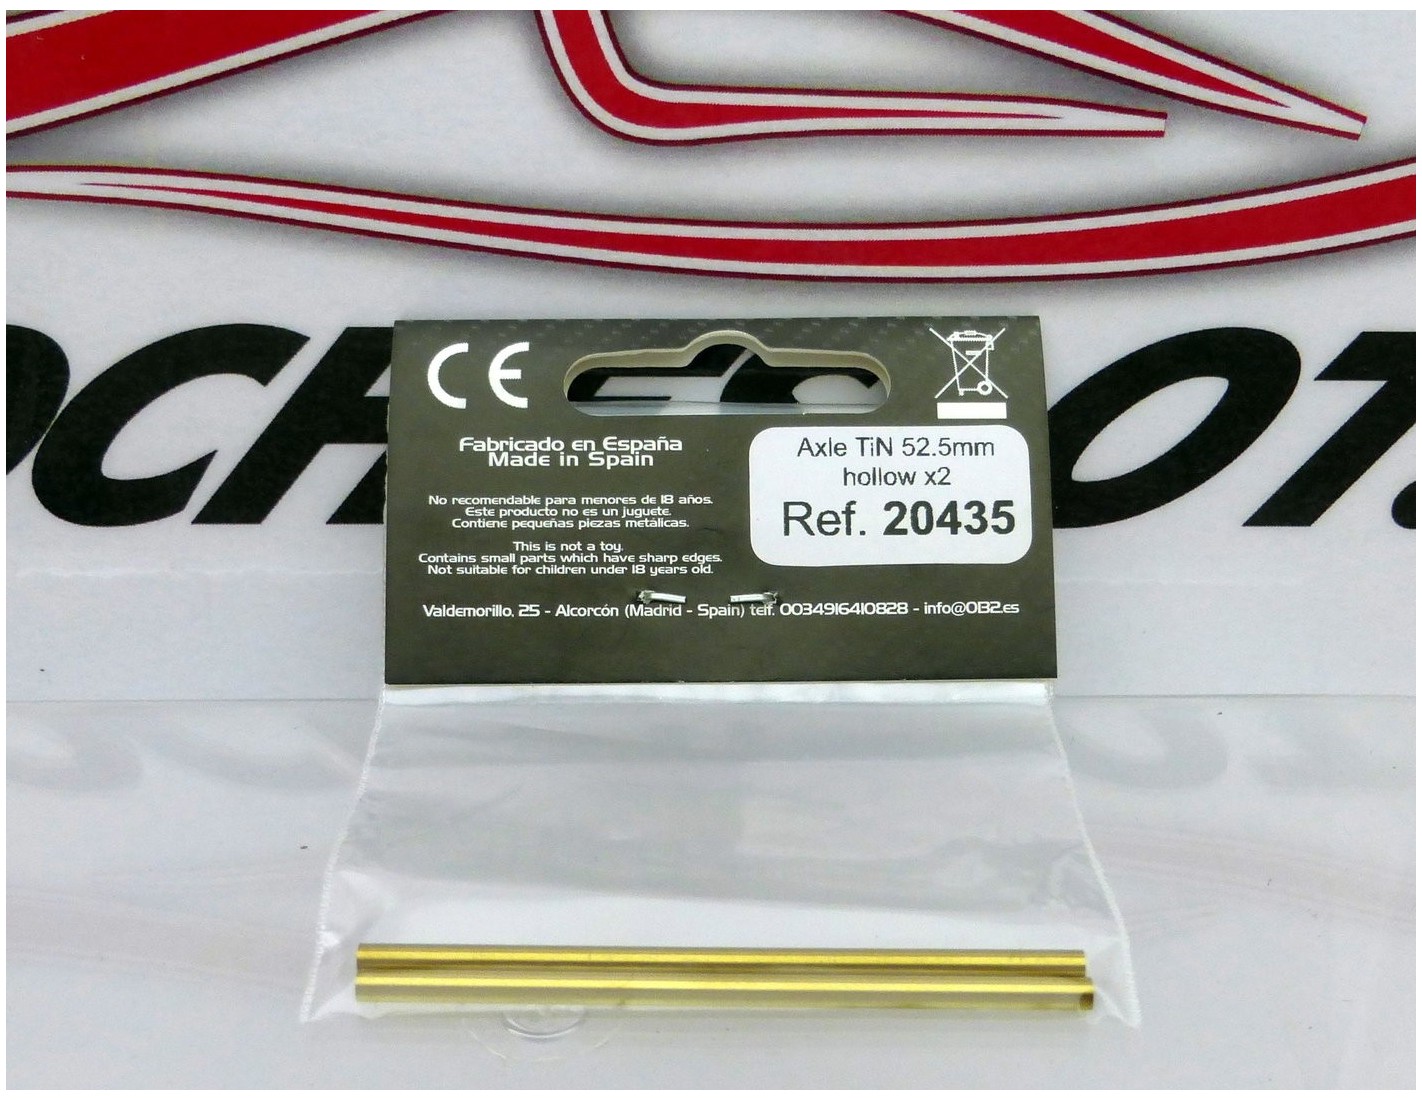 CE
Fabricado en España
Made in Spain
No recomendable para menores de 18 años.
Este producto no es un juguete.
Contiene pequeñas piezas metálicas.
This is not a toy.
Contains small parts which have sharp edges.
Not suitable for children under 18 years old.
Axle TiN 52.5mm
hollow x2
Ref. 20435
Valdemorillo, 25 - Alcorcón (Madrid - Spain) telf. 0034916410828 - info@0132.es